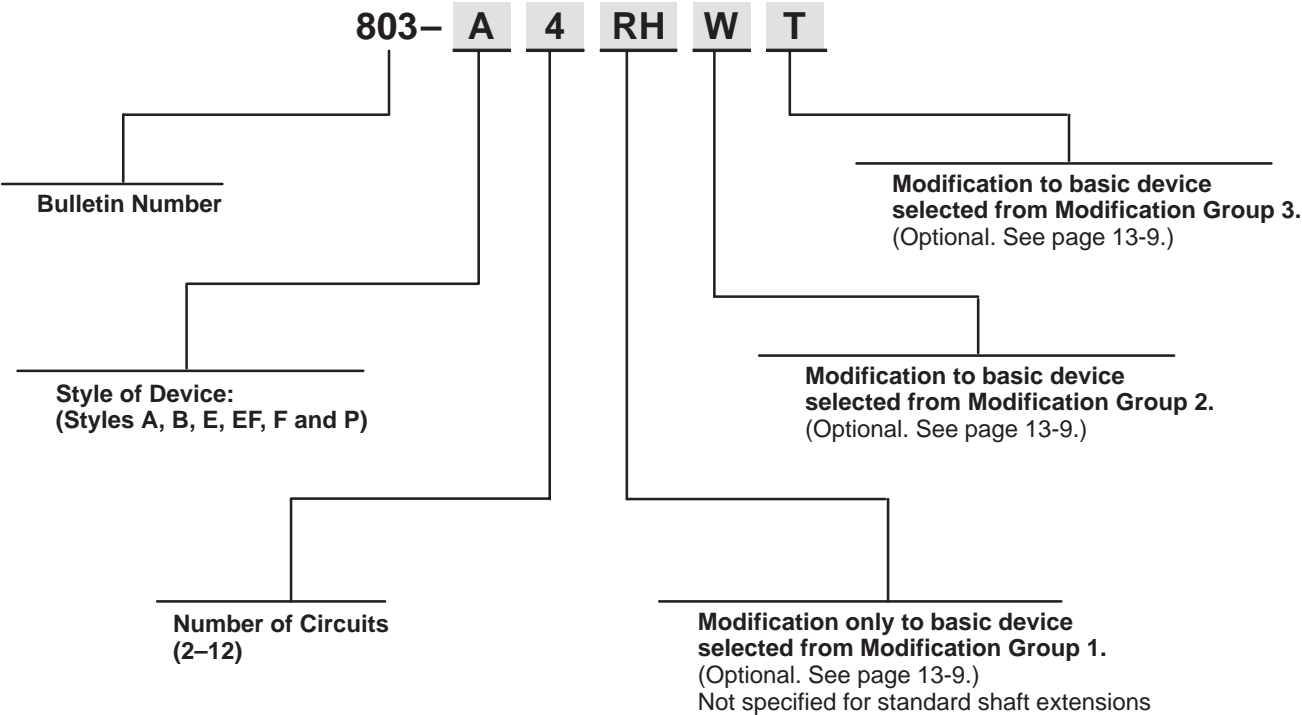 803– A 4 RH W T
Bulletin Number
Modification to basic device
selected from Modification Group 3.
(Optional. See page 13-9.)
Style of Device:
(Styles A, B, E, EF, F and P)
Modification to basic device
selected from Modification Group 2.
(Optional. See page 13-9.)
Number of Circuits
(2–12)
Modification only to basic device
selected from Modification Group 1.
(Optional. See page 13-9.)
Not specified for standard shaft extensions